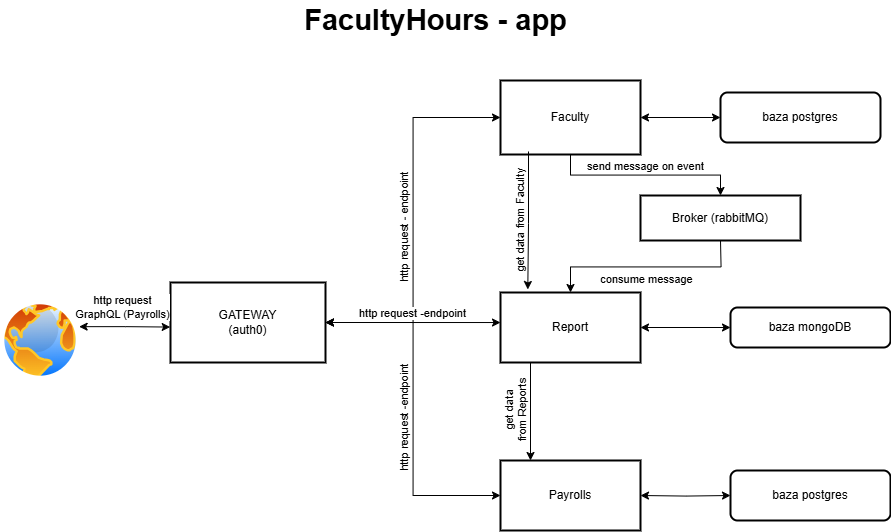 FacultyHours - app
Faculty
baza postgres
send message on event
http request - endpoint
get data from Faculty
Broker (rabbitMQ)
consume message
http request
GraphQL (Payrolls)
GATEWAY
(auth0)
http request -endpoint
Report
baza mongoDB
http request -endpoint
get data
from Reports
Payrolls
baza postgres